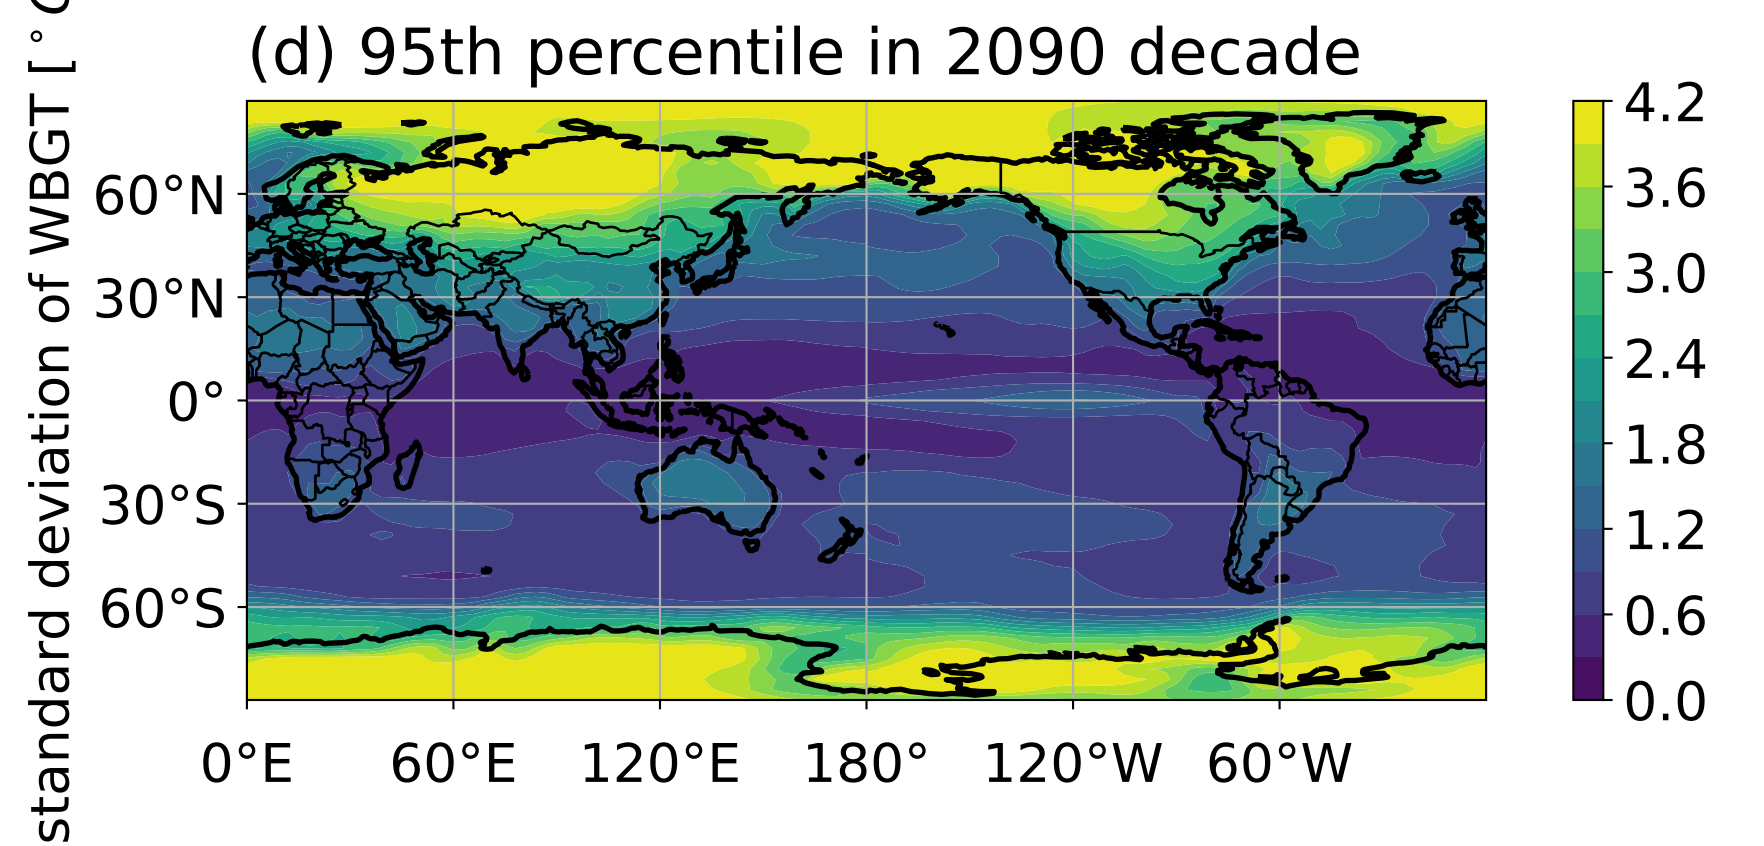 (d) 95th percentile in 2090 decade
standard deviation of WBGT [°C
60°N
30°N
0°
30°S
60°S
0°E 60°E 120°E 180° 120°W 60°W
4.2
3.6
3.0
2.4
1.8
1.2
0.6
0.0